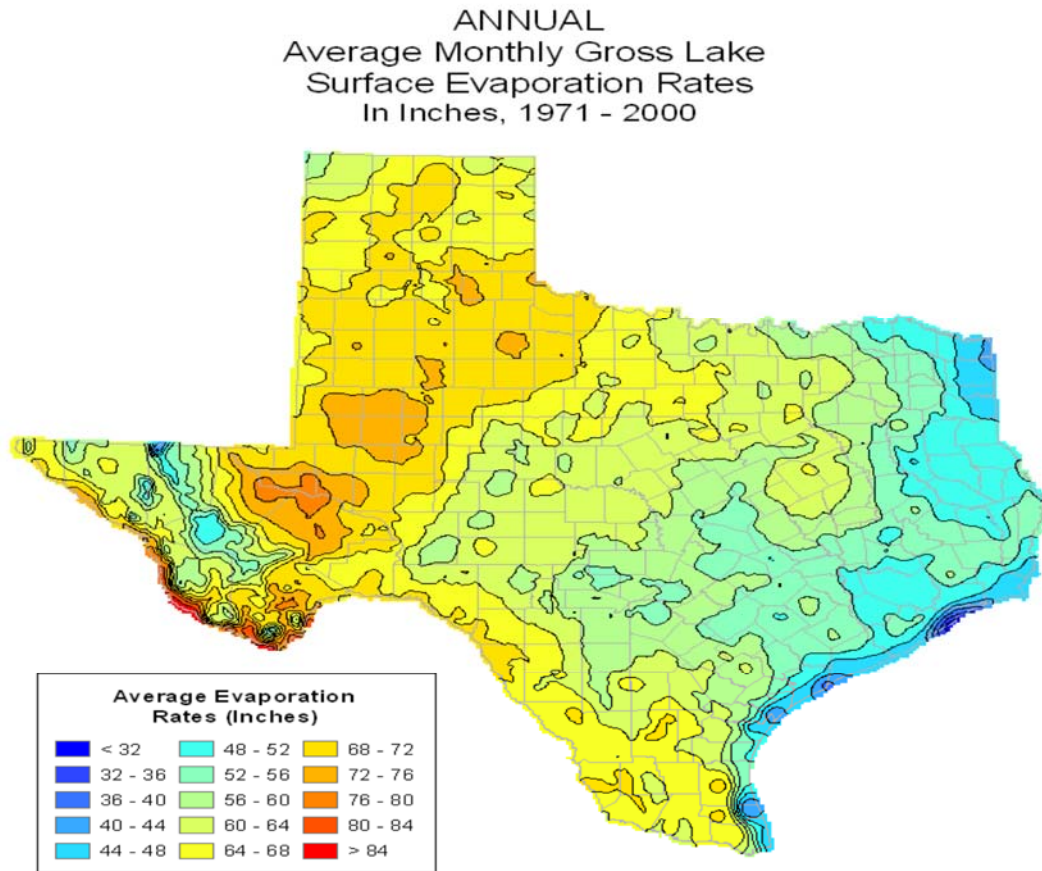 ANNUAL
Average Monthly Gross Lake
Surface Evaporation Rates
In Inches, 1971 - 2000
Average Evaporation
Rates (Inches)
< 32
32 - 36
36 - 40
40 - 44
44 - 48
48 - 52
52 - 56
56 - 60
60 - 64
64 - 68
68 - 72
72 - 76
76 - 80
80 - 84
> 84